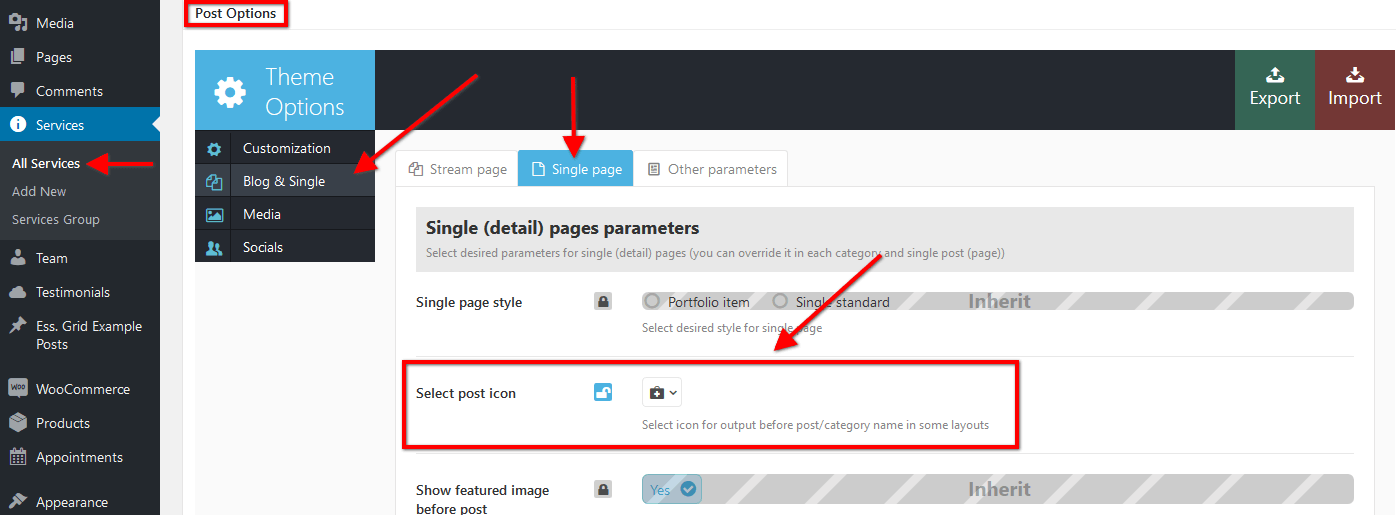 Media
Pages
Comments
Services
All Services
Add New
Services Group
Team
Testimonials
Ess. Grid Example
Posts
WOO
WooCommerce
Products
Appointments
Appearance
Post Options
Theme
Options
Export
Import
Customization
Blog & Single
Media
Socials
Stream page
Single page
Other parameters
Single (detail) pages parameters
Select desired parameters for single (detail) pages (you can override it in each category and single post (page))
Single page style
Portfolio item
Single standard
Inherit
Select desired style for single page
Select post icon
Select icon for output before post/category name in some layouts
Show featured image
before post
Yes
Inherit